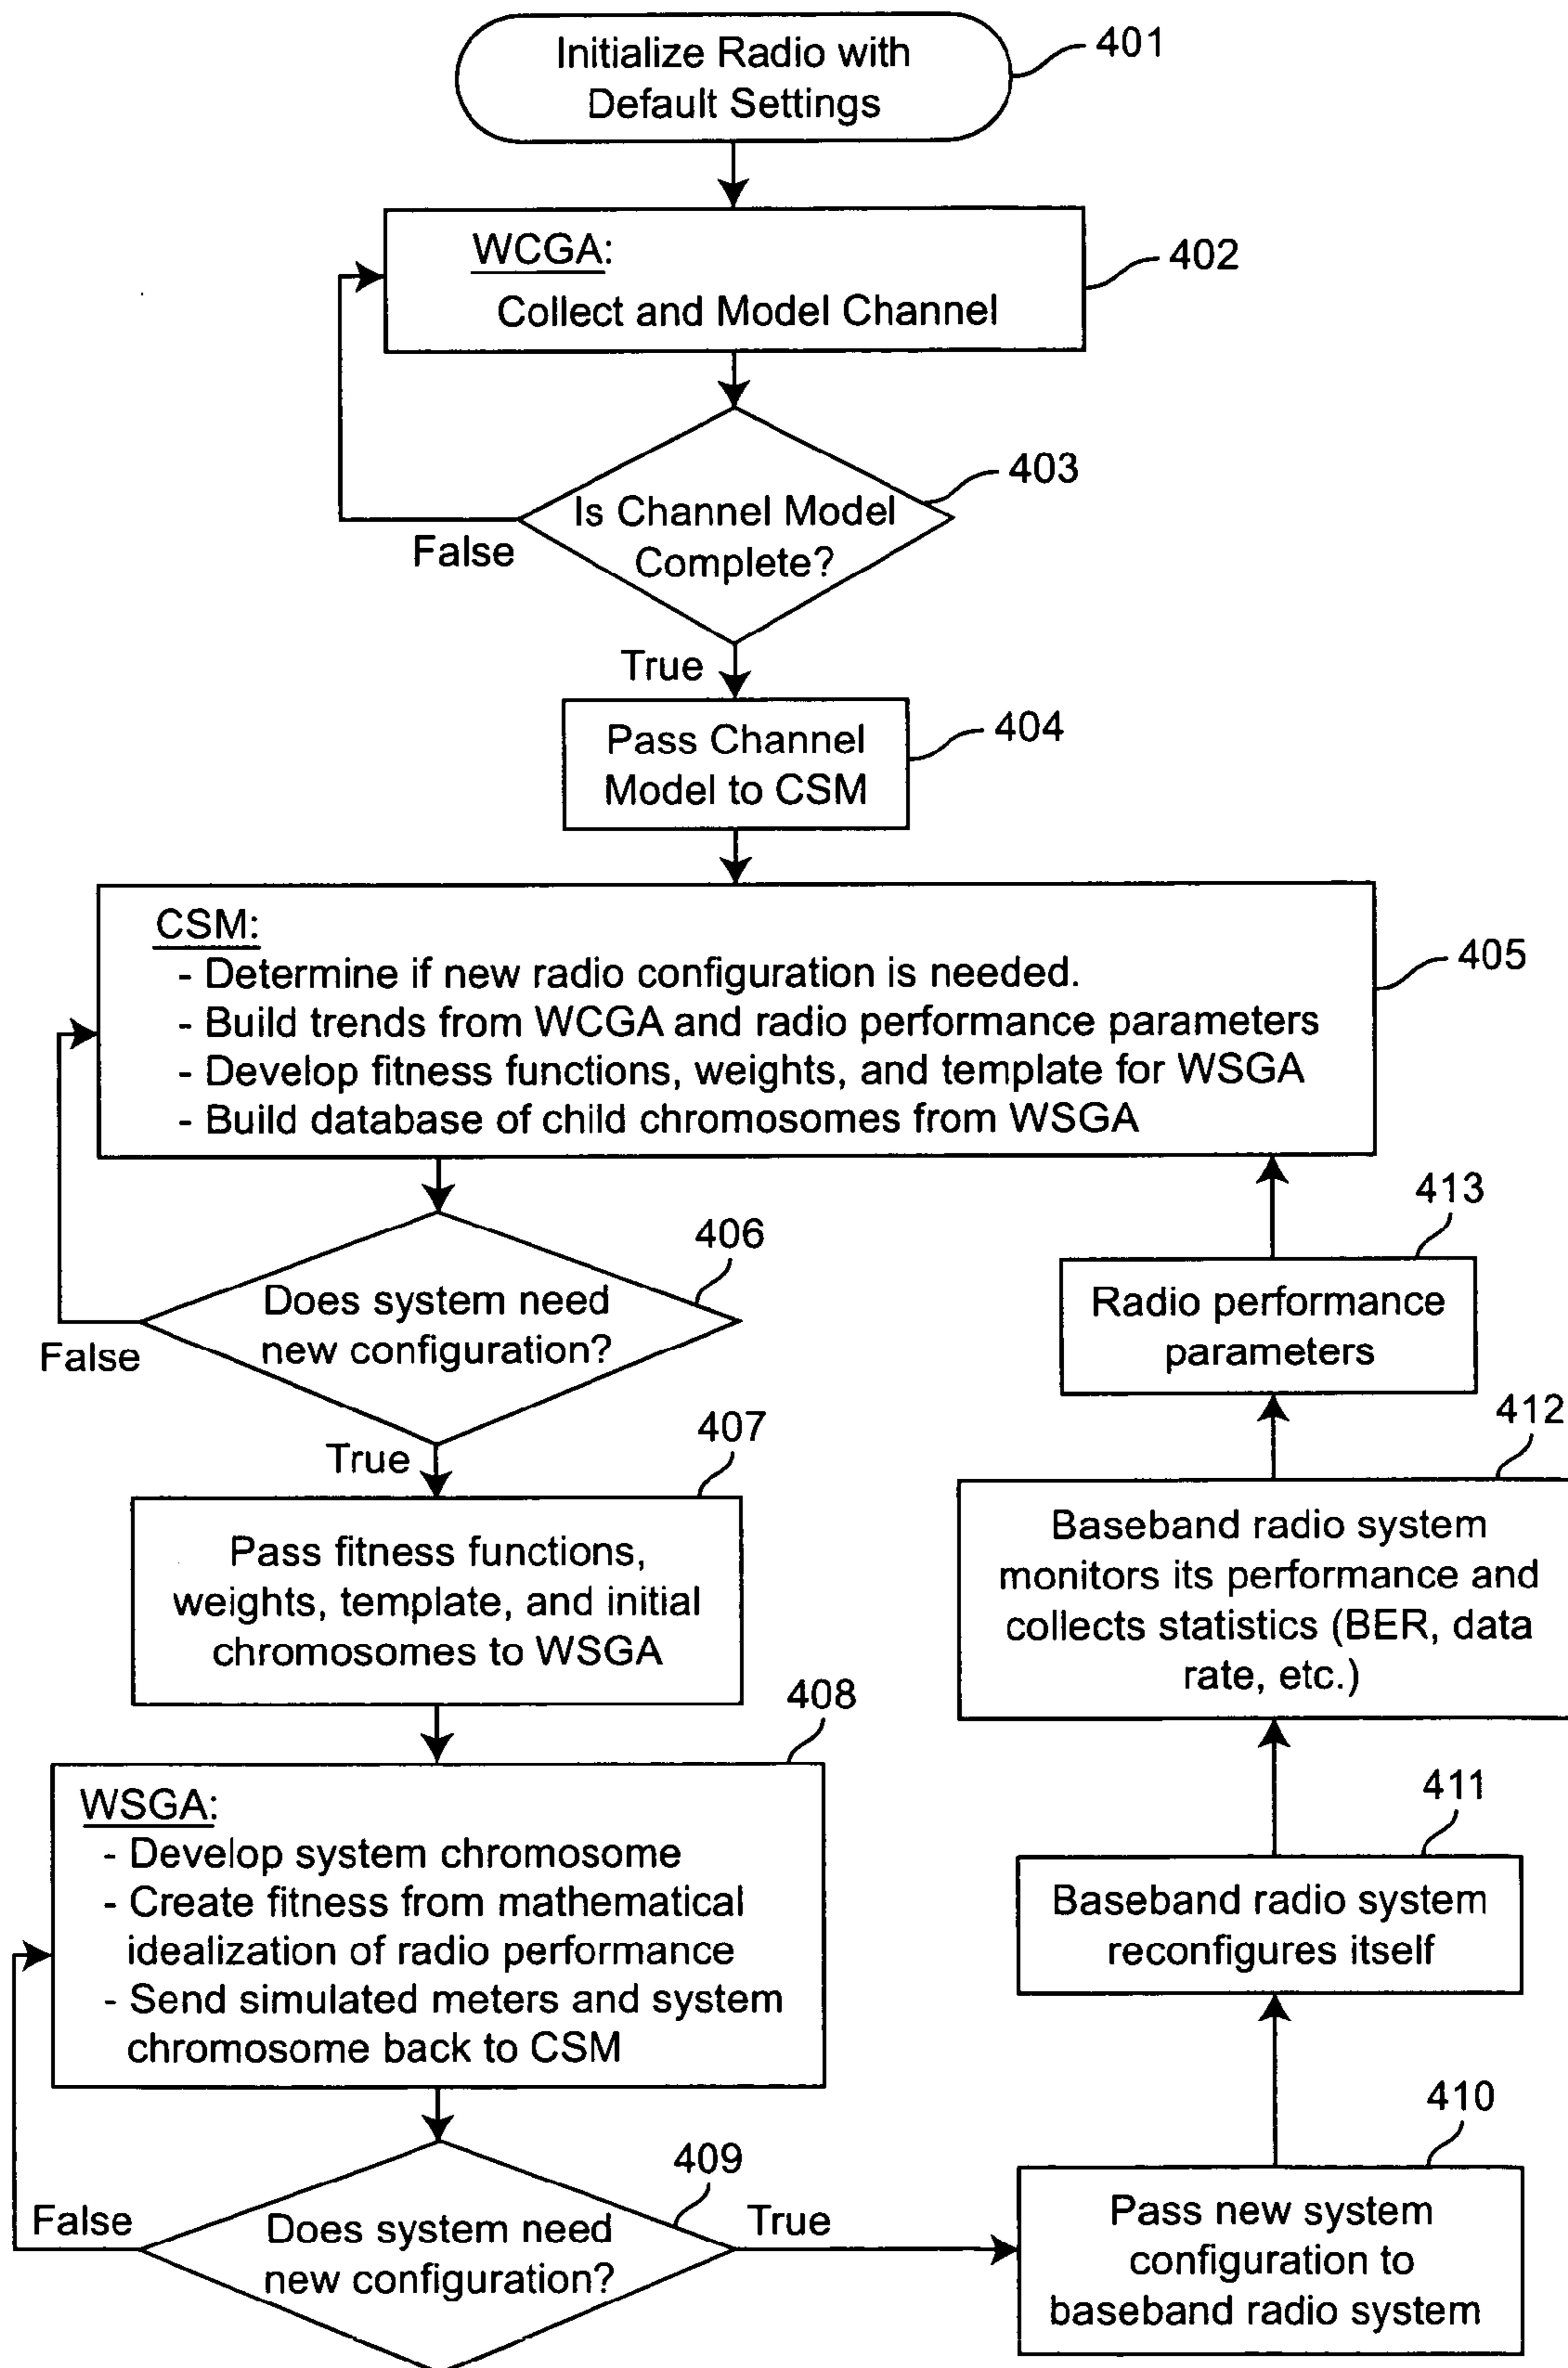 Initialize Radio with
Default Settings
401
WCGA:
Collect and Model Channel
402
Is Channel Model
Complete?
403
False
True
Pass Channel
Model to CSM
404
CSM:
- Determine if new radio configuration is needed.
- Build trends from WCGA and radio performance parameters
- Develop fitness functions, weights, and template for WSGA
- Build database of child chromosomes from WSGA
405
Does system need
new configuration?
406
False
True
Pass fitness functions,
weights, template, and initial
chromosomes to WSGA
407
WSGA:
- Develop system chromosome
- Create fitness from mathematical
idealization of radio performance
- Send simulated meters and system
chromosome back to CSM
408
Does system need
new configuration?
409
False
True
Pass new system
configuration to
baseband radio system
410
Baseband radio system
reconfigures itself
411
Baseband radio system
monitors its performance and
collects statistics (BER, data
rate, etc.)
412
Radio performance
parameters
413